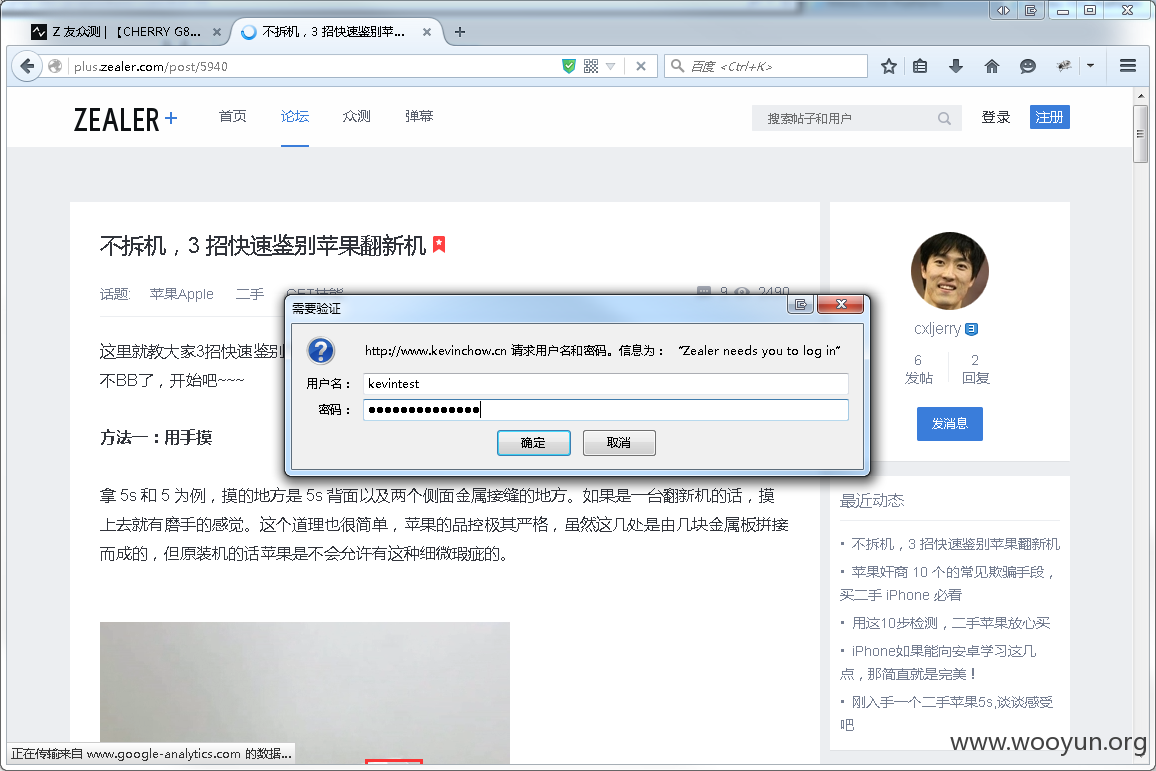 Z 友众测 | 【CHERRY G8...
不拆机，3 招快速鉴别苹...
plus.zealer.com/post/5940
百度 <Ctrl+K>
ZEALER +
首页 论坛 众测 弹幕
搜索帖子和用户
登录 注册
不拆机，3 招快速鉴别苹果翻新机
话题: 苹果Apple 二手 GET技能
9 2490
这里就教大家3招快速鉴别
不BB了，开始吧~~~
方法一：用手摸
拿 5s 和 5 为例，摸的地方是 5s 背面以及两个侧面金属接缝的地方。如果是一台翻新机的话，摸
上去就有磨手的感觉。这个道理也很简单，苹果的品控极其严格，虽然这几处是由几块金属板拼接
而成的，但原装机的话苹果是不会允许有这种细微瑕疵的。
需要验证
http://www.kevinchow.cn 请求用户名和密码。信息为： “Zealer needs you to log in”
用户名： kevintest
密码： ●●●●●●●●●●●●●●
确定 取消
cxljerry 3
6 2
发帖 回复
发消息
最近动态
· 不拆机，3 招快速鉴别苹果翻新机
· 苹果奸商 10 个的常见欺骗手段，
买二手 iPhone 必看
· 用这10步检测，二手苹果放心买
· iPhone如果能向安卓学习这几
点，那简直就是完美！
· 刚入手一个二手苹果5s,谈谈感受
吧
正在传输来自 www.google-analytics.com 的数据...
www.wooyun.org